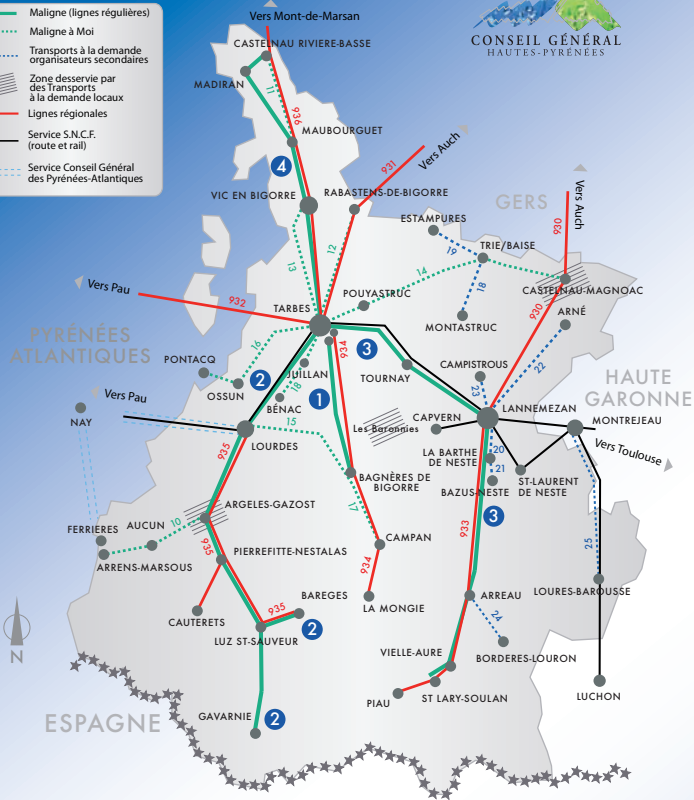 Maligne (lignes régulières)
Maligne à Moi
Transports à la demande
organisateurs secondaires
Zone desservie par
des Transports
à la demande locaux
Lignes régionales
Service S.N.C.F.
(route et rail)
Service Conseil Général
des Pyrénées-Atlantiques
Vers Mont-de-Marsan
CONSEIL GÉNÉRAL
HAUTES-PYRÉNÉES
CASTELNAU RIVIERE-BASSE
MADIRAN
11
936
MAUBOURGUET
4
931
Vers Auch
VIC EN BIGORRE
RABASTENS-DE-BIGORRE
ESTAMPURES
GERS
930
Vers Auch
19
TRIE/BAISE
12
13
14
18
Vers Pau
932
POUYASTRUC
CASTELNAU-MAGNOAC
TARBES
MONTASTRUC
930
ARNÉ
PYRÉNÉES
ATLANTIQUES
16
934
3
PONTACQ
JUILLAN
TOURNAY
CAMPISTROUS
22
OSSUN
2
18
1
23
HAUTE
GARONNE
Vers Pau
BÉNAC
NAY
15
Les Baronnies
CAPVERN
LANNEMEZAN
MONTREJEAU
LOURDES
Vers Toulouse
935
LA BARTHE
DE NESTE
20
21
BAGNÈRES DE
BIGORRE
BAZUS-NESTE
ST-LAURENT
DE NESTE
17
ARGELES-GAZOST
3
FERRIERES
AUCUN
10
933
CAMPAN
25
935
PIERREFITTE-NESTALAS
ARRENS-MARSOUS
934
BAREGES
935
ARREAU
LOURES-BAROUSSE
CAUTERETS
LA MONGIE
24
2
LUZ ST-SAUVEUR
N
VIELLE-AURE
BORDERES-LOURON
PIAU
ST LARY-SOULAN
LUCHON
ESPAGNE
GAVARNIE
2